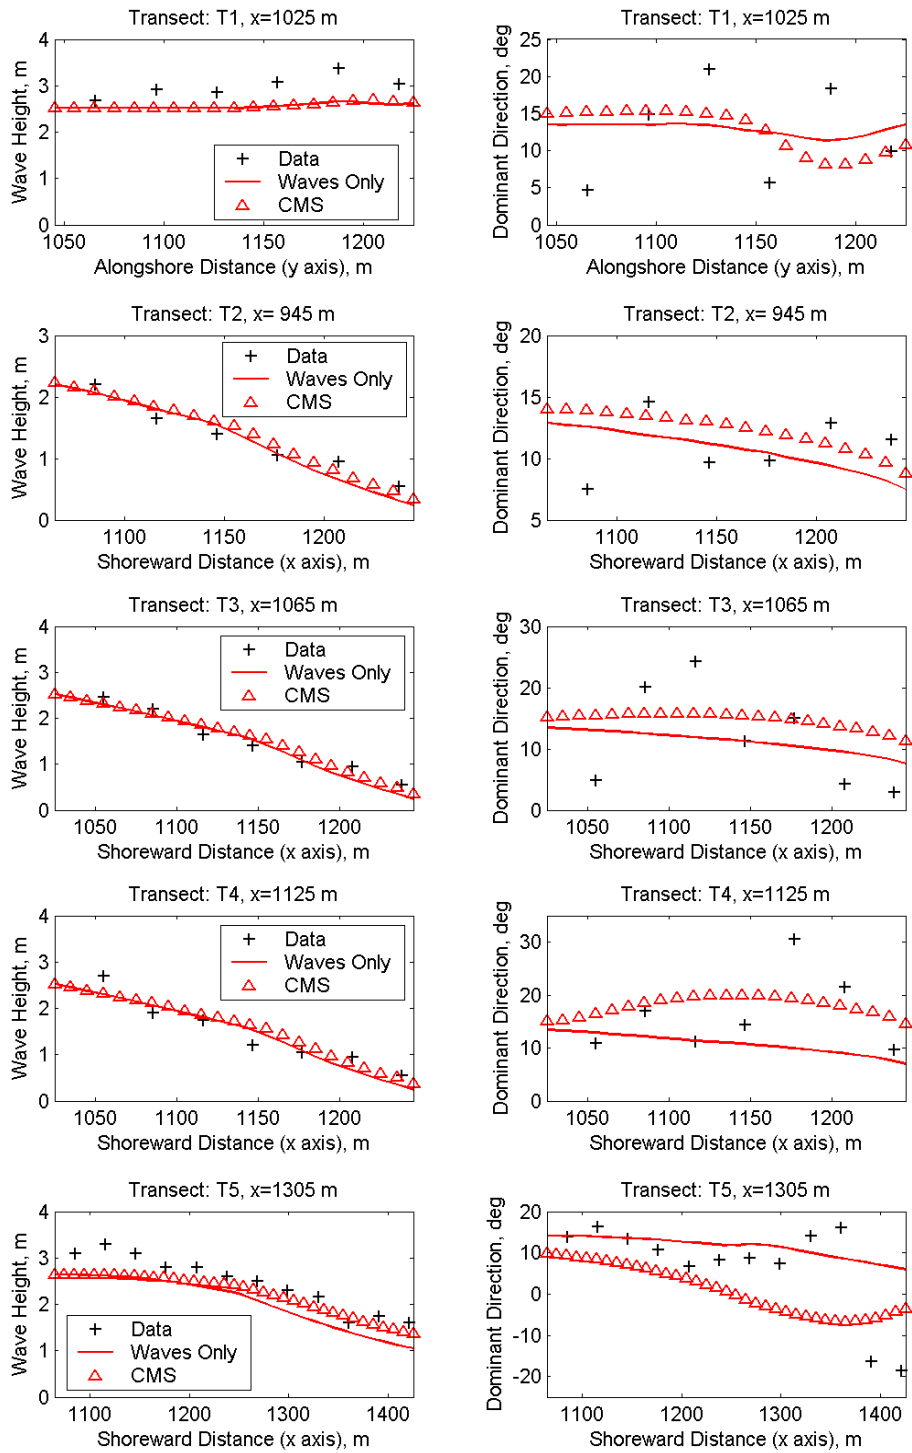 Transect: T1, x=1025 m
Wave Height, m
4
3
2
1
0
Data
Waves Only
CMS
1050 1100 1150 1200
Alongshore Distance (y axis), m
Transect: T1, x=1025 m
Dominant Direction, deg
25
20
15
10
5
0
1050 1100 1150 1200
Alongshore Distance (y axis), m
Transect: T2, x= 945 m
Wave Height, m
3
2
1
0
Data
Waves Only
CMS
1100 1150 1200
Shoreward Distance (x axis), m
Transect: T2, x= 945 m
Dominant Direction, deg
20
15
10
5
1100 1150 1200
Shoreward Distance (x axis), m
Transect: T3, x=1065 m
Wave Height, m
4
3
2
1
0
Data
Waves Only
CMS
1050 1100 1150 1200
Shoreward Distance (x axis), m
Transect: T3, x=1065 m
Dominant Direction, deg
30
20
10
0
1050 1100 1150 1200
Shoreward Distance (x axis), m
Transect: T4, x=1125 m
Wave Height, m
4
3
2
1
0
Data
Waves Only
CMS
1050 1100 1150 1200
Shoreward Distance (x axis), m
Transect: T4, x=1125 m
Dominant Direction, deg
30
20
10
0
1050 1100 1150 1200
Shoreward Distance (x axis), m
Transect: T5, x=1305 m
Wave Height, m
4
3
2
1
0
Data
Waves Only
CMS
1100 1200 1300 1400
Shoreward Distance (x axis), m
Transect: T5, x=1305 m
Dominant Direction, deg
20
10
0
-10
-20
1100 1200 1300 1400
Shoreward Distance (x axis), m